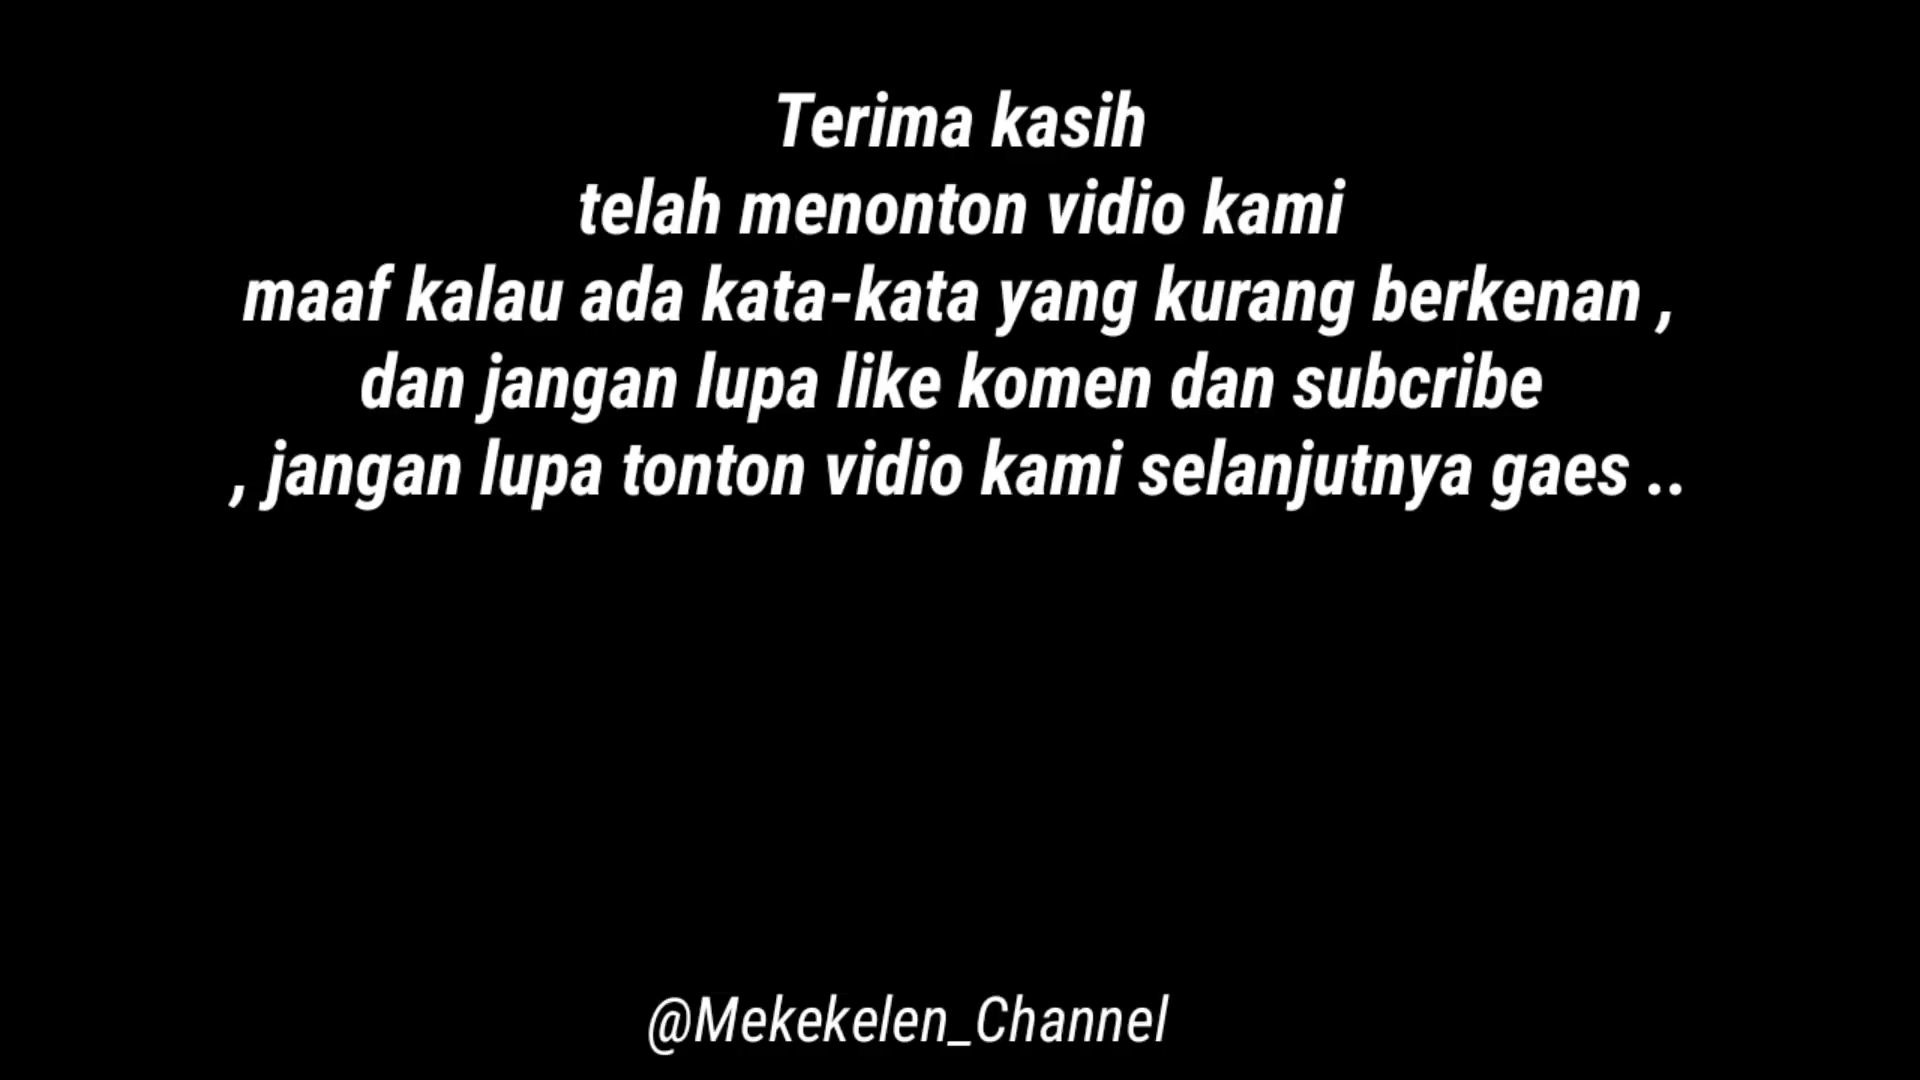 Terima kasih
telah menonton vidio kami
maaf kalau ada kata-kata yang kurang berkenan ,
dan jangan lupa like komen dan subcribe
, jangan lupa tonton vidio kami selanjutnya gaes ..
@Mekekelen_Channel